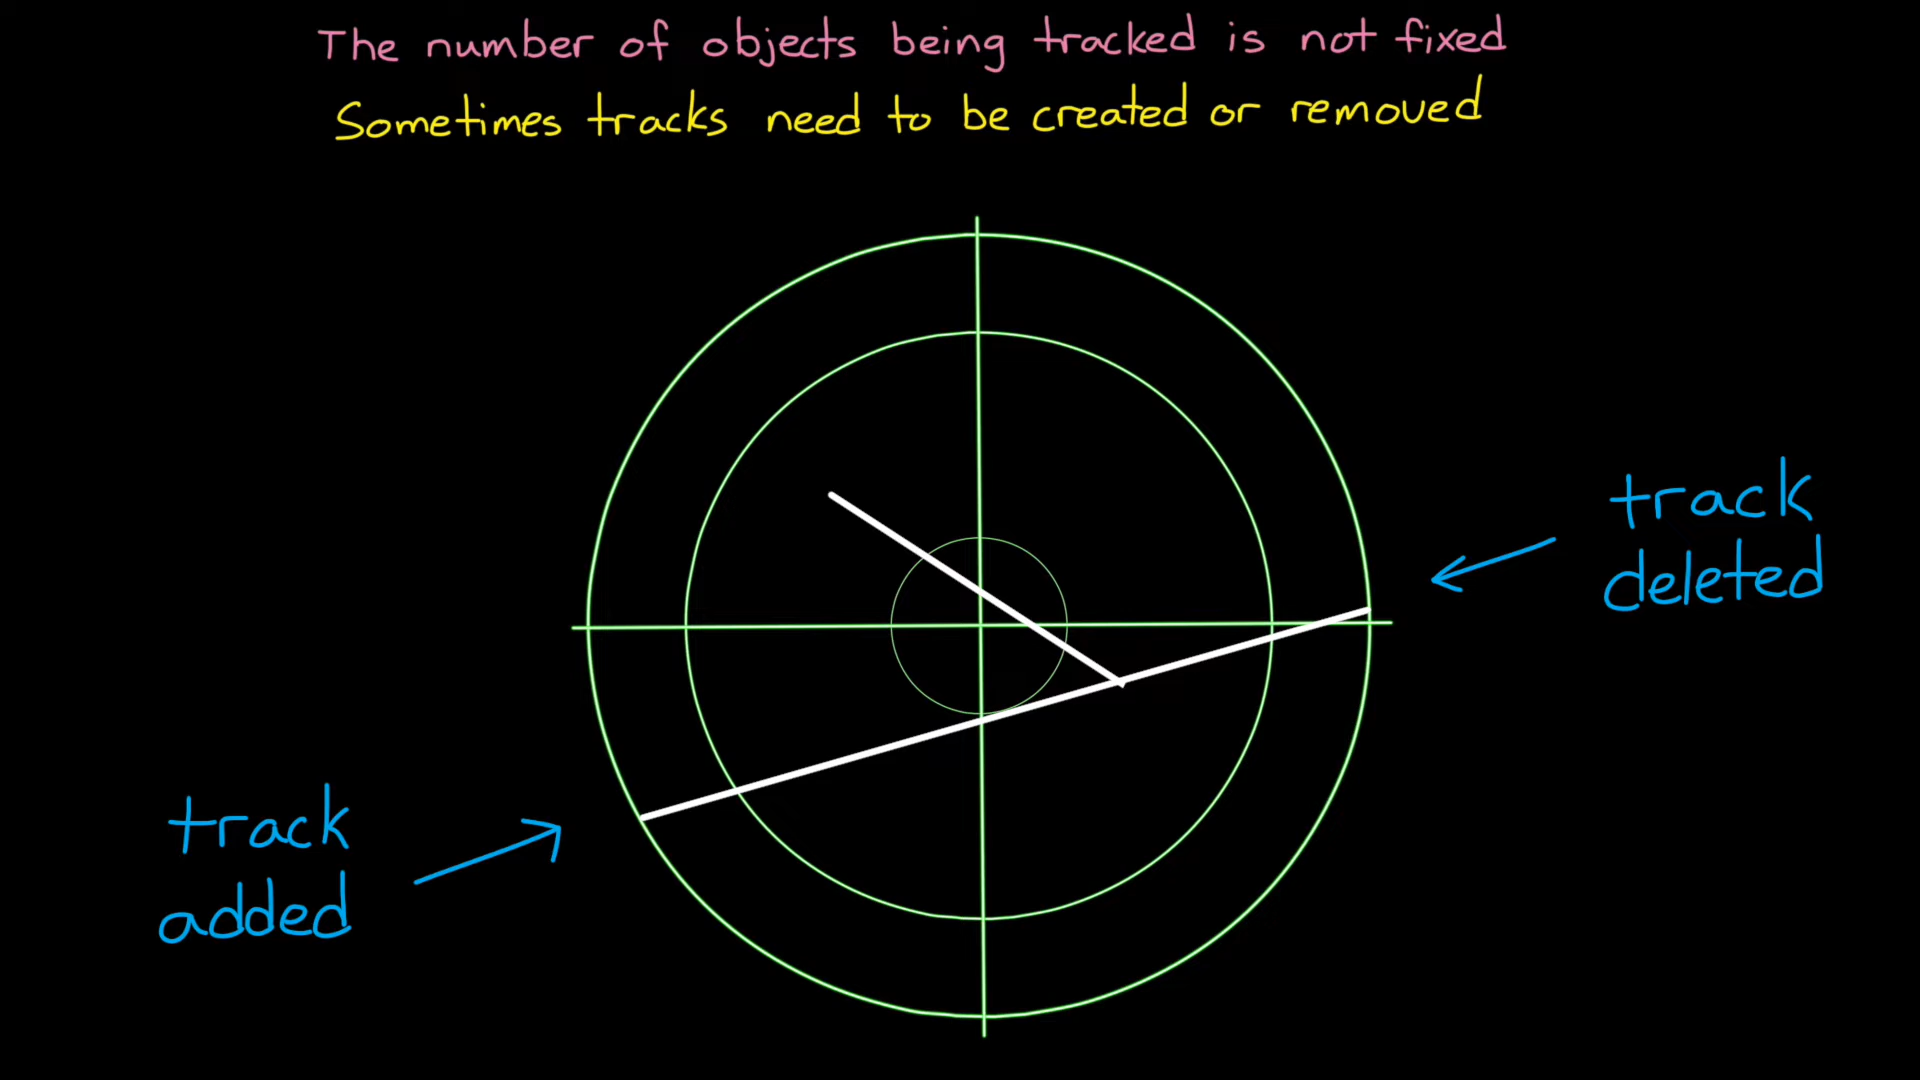 The number of objects being tracked is not fixed
Sometimes tracks need to be created or removed
track
deleted
track
added